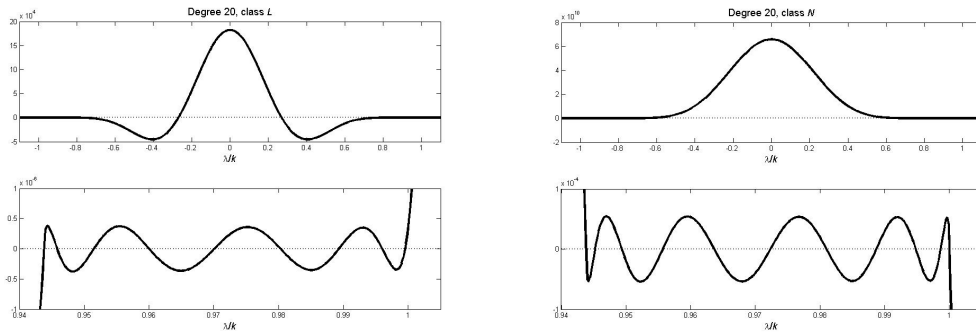 Degree 20, class L
x 10^4
20
15
10
5
0
-5
-1 -0.8 -0.6 -0.4 -0.2 0 0.2 0.4 0.6 0.8 1
λ/k
x 10^-6
1
0.5
0
-0.5
-1
0.94 0.95 0.96 0.97 0.98 0.99 1
λ/k
Degree 20, class N
x 10^10
8
6
4
2
0
-2
-1 -0.8 -0.6 -0.4 -0.2 0 0.2 0.4 0.6 0.8 1
λ/k
x 10^-4
1
0
-1
0.94 0.95 0.96 0.97 0.98 0.99 1
λ/k